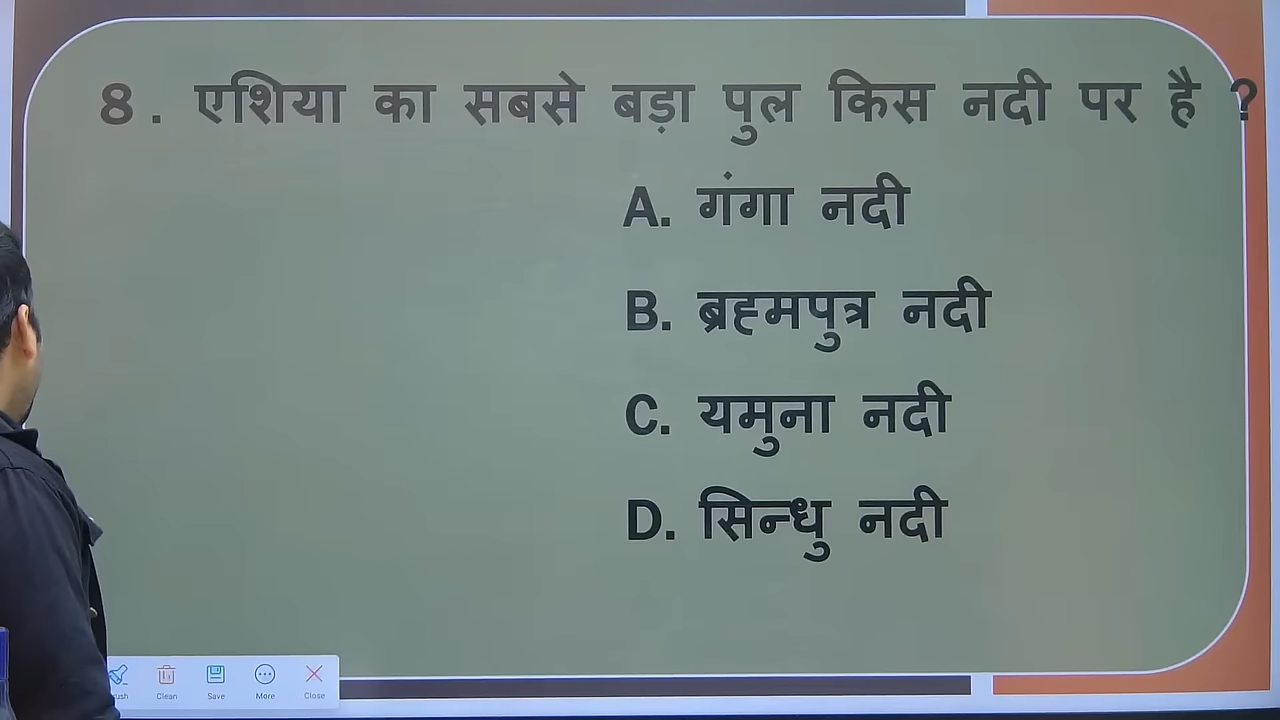 8 . एशिया का सबसे बड़ा पुल किस नदी पर है ?
A. गंगा नदी
B. ब्रह्मपुत्र नदी
C. यमुना नदी
D. सिन्धु नदी
Clean Save More Close